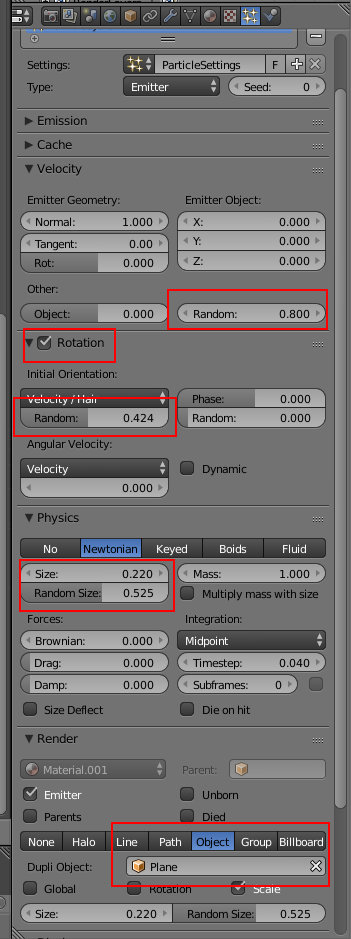 Settings: ParticleSettings F
Type: Emitter Seed: 0
Emission
Cache
Velocity
Emitter Geometry: Emitter Object:
Normal: 1.000 X: 0.000
Tangent: 0.00 Y: 0.000
Rot: 0.000 Z: 0.000
Other:
Object: 0.000 Random: 0.800
Rotation
Initial Orientation:
Velocity / Hair Phase: 0.000
Random: 0.424 Random: 0.000
Angular Velocity:
Velocity Dynamic
0.000
Physics
No Newtonian Keyed Boids Fluid
Size: 0.220 Mass: 1.000
Random Size: 0.525 Multiply mass with size
Forces: Integration:
Brownian: 0.000 Midpoint
Drag: 0.000 Timestep: 0.040
Damp: 0.000 Subframes: 0
Size Deflect Die on hit
Render
Material.001 Parent:
Emitter Unborn
Parents Died
None Halo Line Path Object Group Billboard
Dupli Object: Plane
Global Rotation Scale
Size: 0.220 Random Size: 0.525